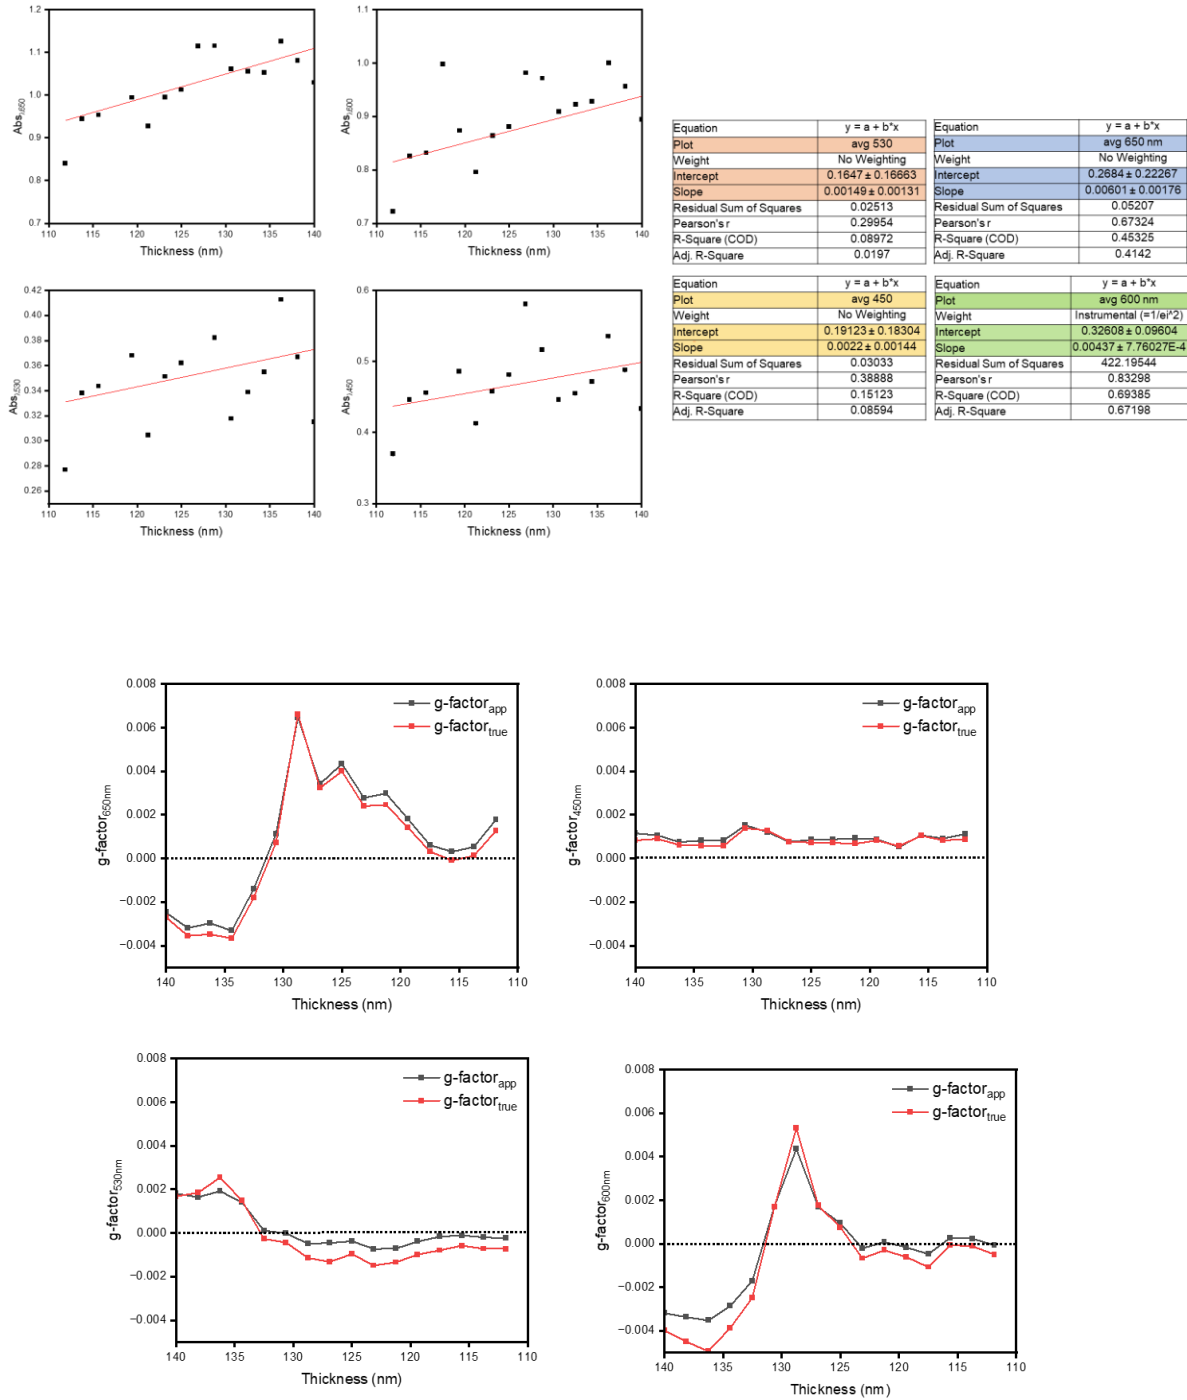 1.2
1.1
1.0
0.9
0.8
0.7
Abs.λ650
110 115 120 125 130 135 140
Thickness (nm)
1.1
1.0
0.9
0.8
0.7
0.6
Abs.λ600
110 115 120 125 130 135 140
Thickness (nm)
Equation y = a + b*x
Plot avg 530
Weight No Weighting
Intercept 0.1647 ± 0.16663
Slope 0.00149 ± 0.00131
Residual Sum of Squares 0.02513
Pearson's r 0.29954
R-Square (COD) 0.08972
Adj. R-Square 0.0197
Equation y = a + b*x
Plot avg 650 nm
Weight No Weighting
Intercept 0.2684 ± 0.22267
Slope 0.00601 ± 0.00176
Residual Sum of Squares 0.05207
Pearson's r 0.67324
R-Square (COD) 0.45325
Adj. R-Square 0.4142
0.42
0.40
0.38
0.36
0.34
0.32
0.30
0.28
0.26
Abs.λ530
110 115 120 125 130 135 140
Thickness (nm)
0.6
0.5
0.4
0.3
Abs.λ450
110 115 120 125 130 135 140
Thickness (nm)
Equation y = a + b*x
Plot avg 450
Weight No Weighting
Intercept 0.19123 ± 0.18304
Slope 0.0022 ± 0.00144
Residual Sum of Squares 0.03033
Pearson's r 0.38888
R-Square (COD) 0.15123
Adj. R-Square 0.08594
Equation y = a + b*x
Plot avg 600 nm
Weight Instrumental (=1/ei^2)
Intercept 0.32608 ± 0.09604
Slope 0.00437 ± 7.76027E-4
Residual Sum of Squares 422.19544
Pearson's r 0.83298
R-Square (COD) 0.69385
Adj. R-Square 0.67198
0.008
0.006
0.004
0.002
0.000
−0.002
−0.004
g-factor650nm
g-factorapp
g-factortrue
140 135 130 125 120 115 110
Thickness (nm)
0.008
0.006
0.004
0.002
0.000
−0.002
−0.004
g-factor450nm
g-factorapp
g-factortrue
140 135 130 125 120 115 110
Thickness (nm)
0.008
0.006
0.004
0.002
0.000
−0.002
−0.004
g-factor530nm
g-factorapp
g-factortrue
140 135 130 125 120 115 110
Thickness (nm)
0.008
0.006
0.004
0.002
0.000
−0.002
−0.004
g-factor600nm
g-factorapp
g-factortrue
140 135 130 125 120 115 110
Thickness (nm)